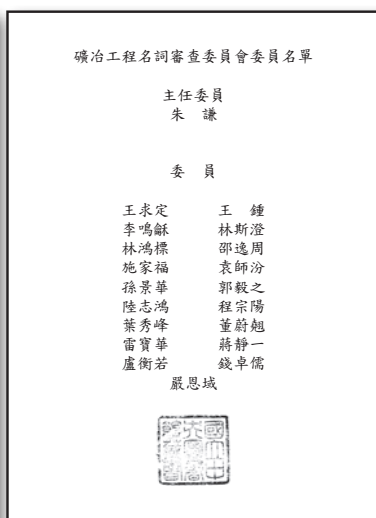 礦冶工程名詞審查委員會委員名單
主任委員
朱　謙
委　員
王求定　王　鍾
李鳴龢　林斯澄
林鴻標　邵逸周
施家福　袁師汾
孫景華　郭毅之
陸志鴻　程宗陽
葉秀峰　董蔚翹
雷寶華　蔣靜一
盧衡若　錢卓儒
嚴恩棫